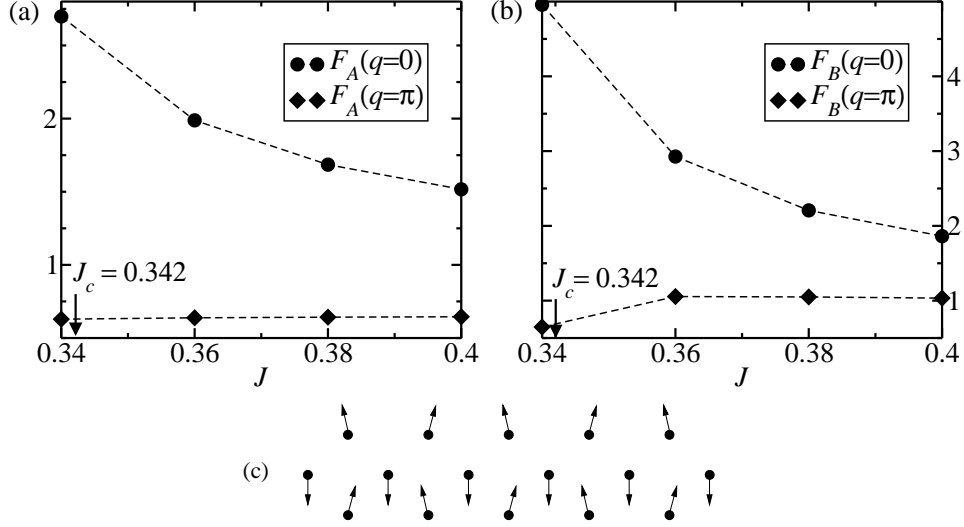 (a)
(b)
F_A(q=0)
F_A(q=π)
F_B(q=0)
F_B(q=π)
2
1
4
3
2
1
J_c = 0.342
J_c = 0.342
0.34 0.36 0.38 0.4
0.34 0.36 0.38 0.4
J
J
(c)